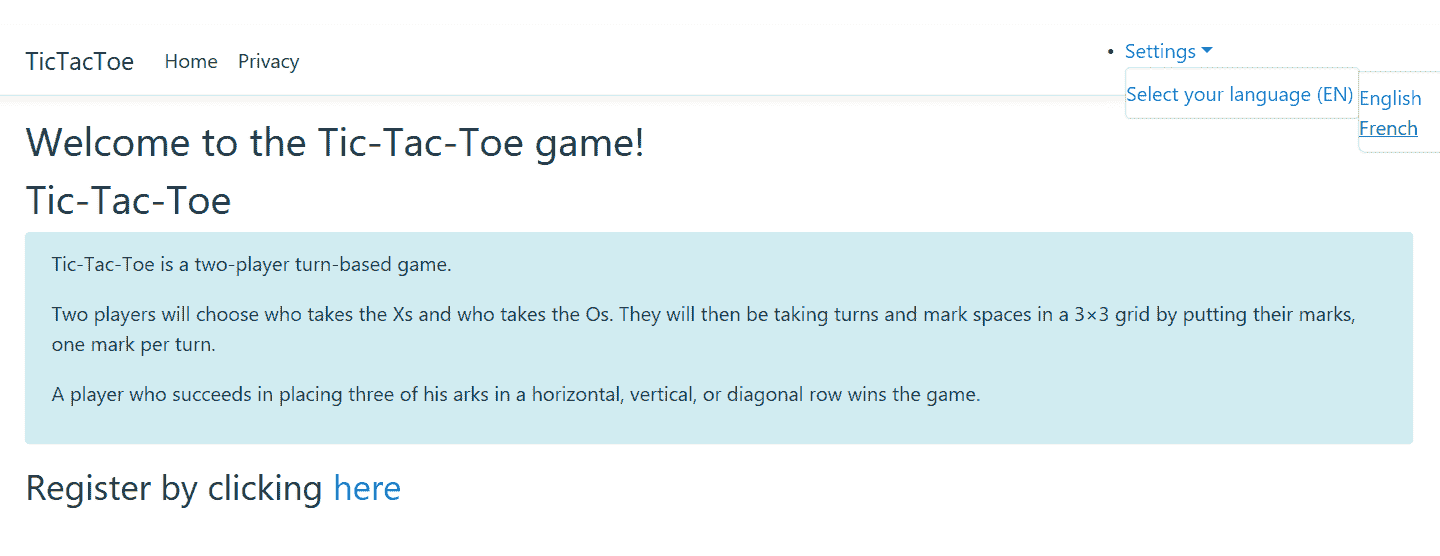 TicTacToe Home Privacy
• Settings
Select your language (EN)
English
French
Welcome to the Tic-Tac-Toe game!
Tic-Tac-Toe
Tic-Tac-Toe is a two-player turn-based game.
Two players will choose who takes the Xs and who takes the Os. They will then be taking turns and mark spaces in a 3×3 grid by putting their marks,
one mark per turn.
A player who succeeds in placing three of his arks in a horizontal, vertical, or diagonal row wins the game.
Register by clicking here